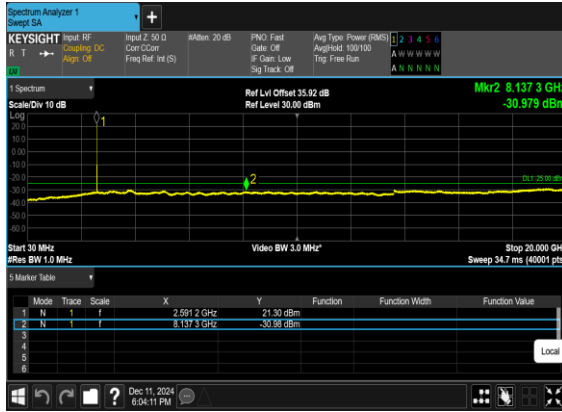 Spectrum Analyzer 1
Swept SA
KEYSIGHT Input: RF Input Z: 50 Ω #Atten: 20 dB PNO: Fast Avg Type: Power (RMS) 1 2 3 4 5 6
R T Coupling: DC Corr CCorr Gate: Off Avg|Hold: 100/100 A W W W W W
Align: Off Freq Ref: Int (S) IF Gain: Low Trig: Free Run
LU Sig Track: Off A N N N N N
1 Spectrum Ref Lvl Offset 35.92 dB Mkr2 8.137 3 GHz
Scale/Div 10 dB Ref Level 30.00 dBm -30.979 dBm
Log
1
20.0
10.0
0.00
-10.0
2
DL1 -25.00 dBm
-20.0
-30.0
-40.0
-50.0
-60.0
Start 30 MHz Video BW 3.0 MHz* Stop 20.000 GHz
#Res BW 1.0 MHz Sweep 34.7 ms (40001 pts)
5 Marker Table
Mode Trace Scale X Y Function Function Width Function Value
1 N 1 f 2.591 2 GHz 21.30 dBm
2 N 1 f 8.137 3 GHz -30.98 dBm
3
4
5
6
Local
Dec 11, 2024
6:04:11 PM